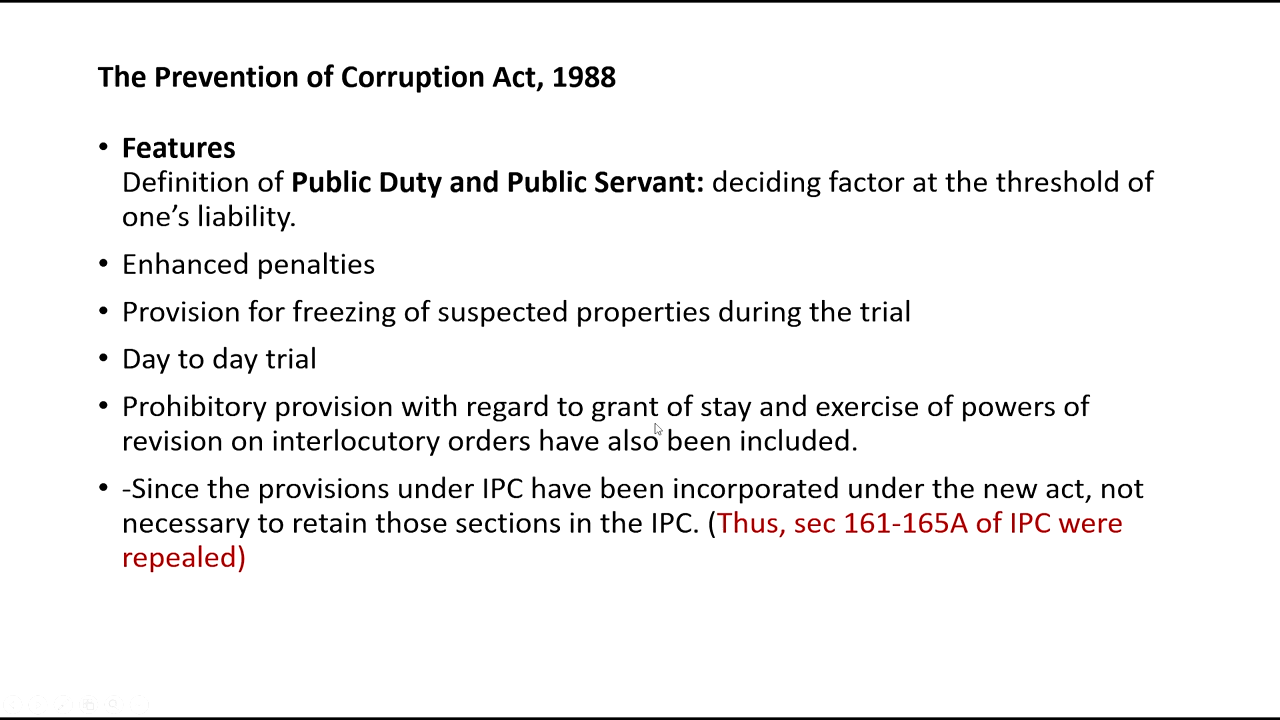 The Prevention of Corruption Act, 1988
• Features
Definition of Public Duty and Public Servant: deciding factor at the threshold of
one’s liability.
• Enhanced penalties
• Provision for freezing of suspected properties during the trial
• Day to day trial
• Prohibitory provision with regard to grant of stay and exercise of powers of
revision on interlocutory orders have also been included.
• -Since the provisions under IPC have been incorporated under the new act, not
necessary to retain those sections in the IPC. (Thus, sec 161-165A of IPC were
repealed)